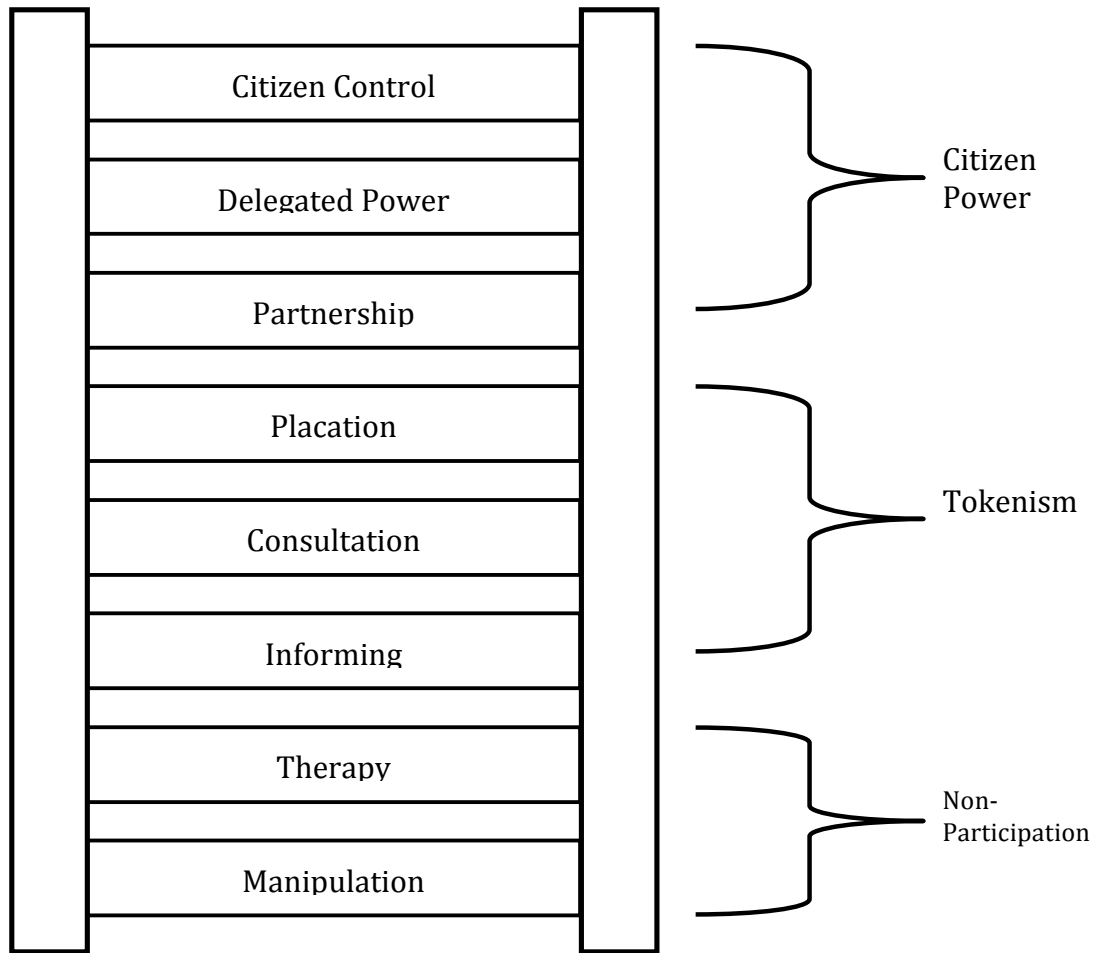 Citizen Control
Delegated Power
Partnership
Placation
Consultation
Informing
Therapy
Manipulation
Citizen
Power
Tokenism
Non-
Participation